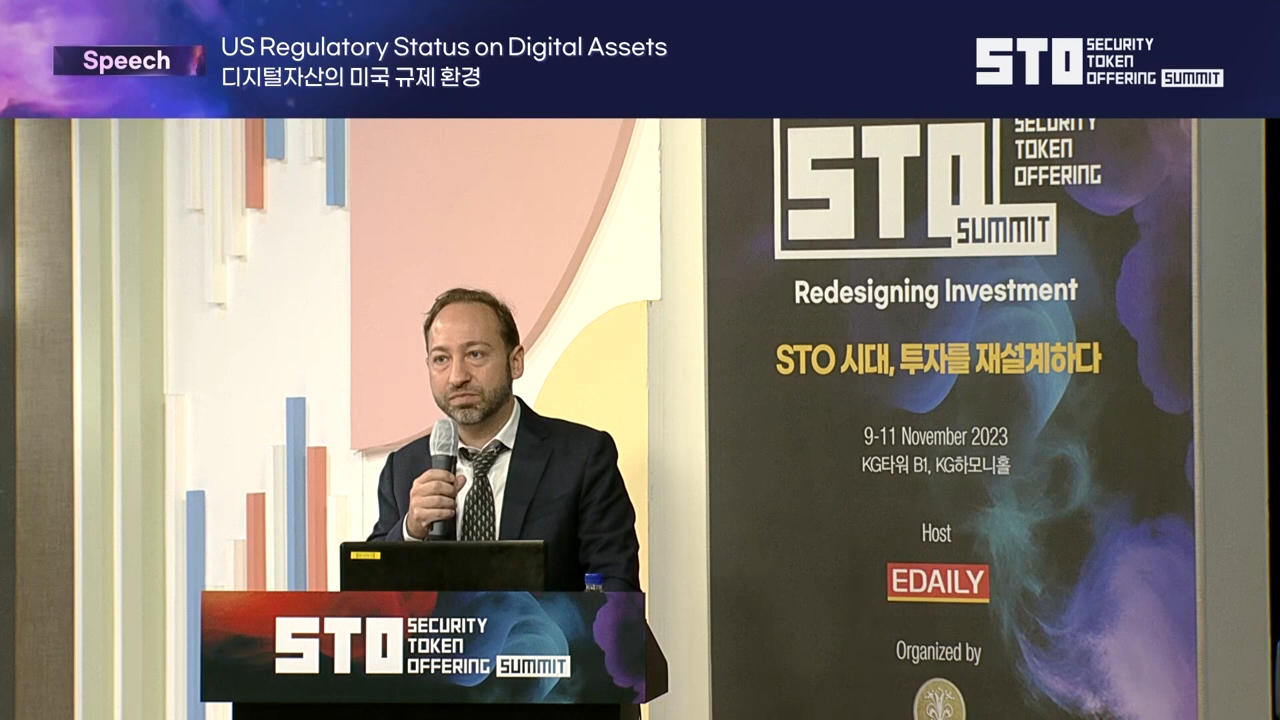 Speech
US Regulatory Status on Digital Assets
디지털자산의 미국 규제 환경
STO SECURITY
TOKEN
OFFERING SUMMIT
STO SECURITY
TOKEN
OFFERING
SUMMIT
Redesigning Investment
STO 시대, 투자를 재설계하다
9-11 November 2023
KG타워 B1, KG하모니홀
Host
EDAILY
Organized by
STO SECURITY
TOKEN
OFFERING SUMMIT